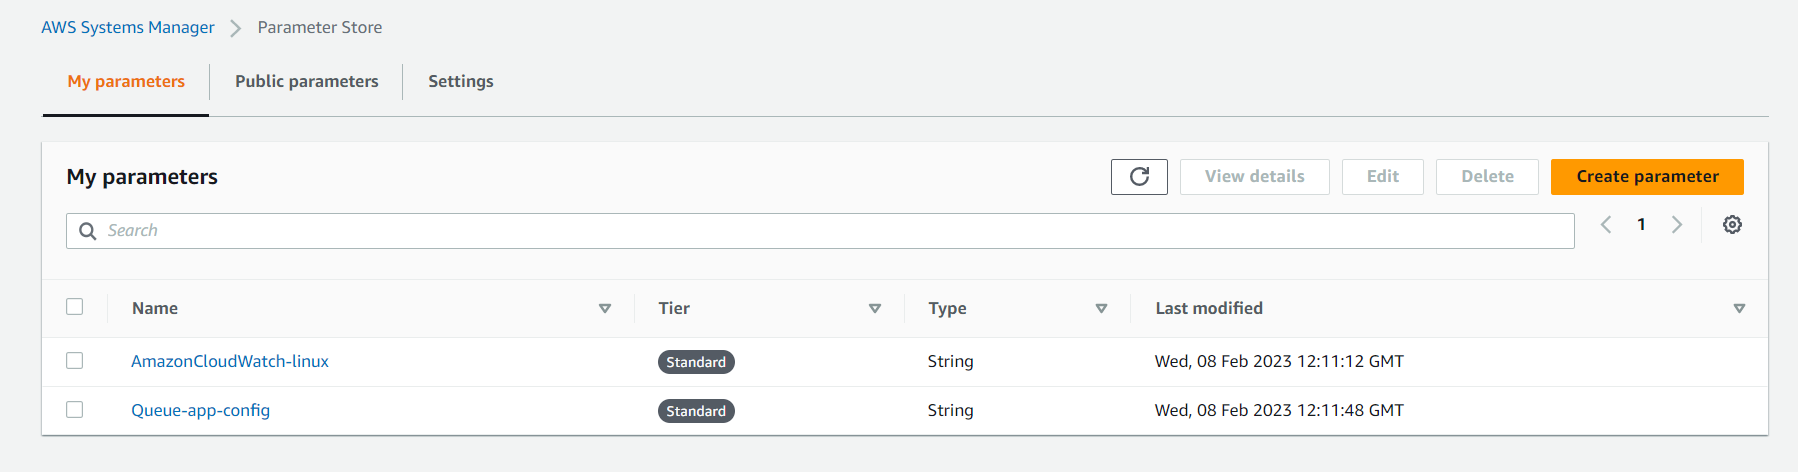 AWS Systems Manager Parameter Store
My parameters Public parameters Settings
My parameters View details Edit Delete Create parameter
Search 1
Name Tier Type Last modified
AmazonCloudWatch-linux Standard String Wed, 08 Feb 2023 12:11:12 GMT
Queue-app-config Standard String Wed, 08 Feb 2023 12:11:48 GMT